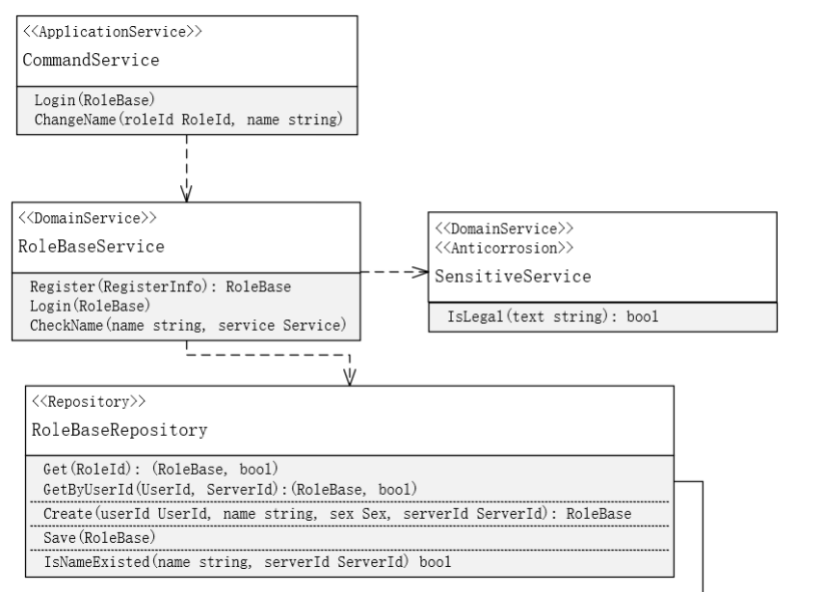 <<ApplicationService>>
CommandService
Login(RoleBase)
ChangeName(roleId RoleId, name string)
<<DomainService>>
RoleBaseService
Register(RegisterInfo): RoleBase
Login(RoleBase)
CheckName(name string, service Service)
<<DomainService>>
<<Anticorrosion>>
SensitiveService
IsLegal(text string): bool
<<Repository>>
RoleBaseRepository
Get(RoleId): (RoleBase, bool)
GetByUserId(UserId, ServerId):(RoleBase, bool)
Create(userId UserId, name string, sex Sex, serverId ServerId): RoleBase
Save(RoleBase)
IsNameExisted(name string, serverId ServerId) bool